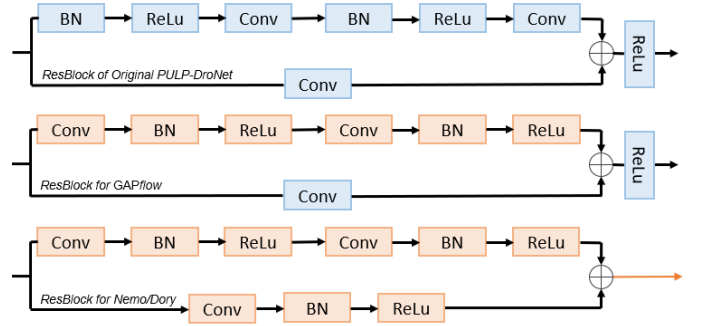 BN ReLu Conv BN ReLu Conv
ReLu
ResBlock of Original PULP-DroNet
Conv
Conv BN ReLu Conv BN ReLu
ReLu
ResBlock for GAPflow
Conv
Conv BN ReLu Conv BN ReLu
ResBlock for Nemo/Dory
Conv BN ReLu